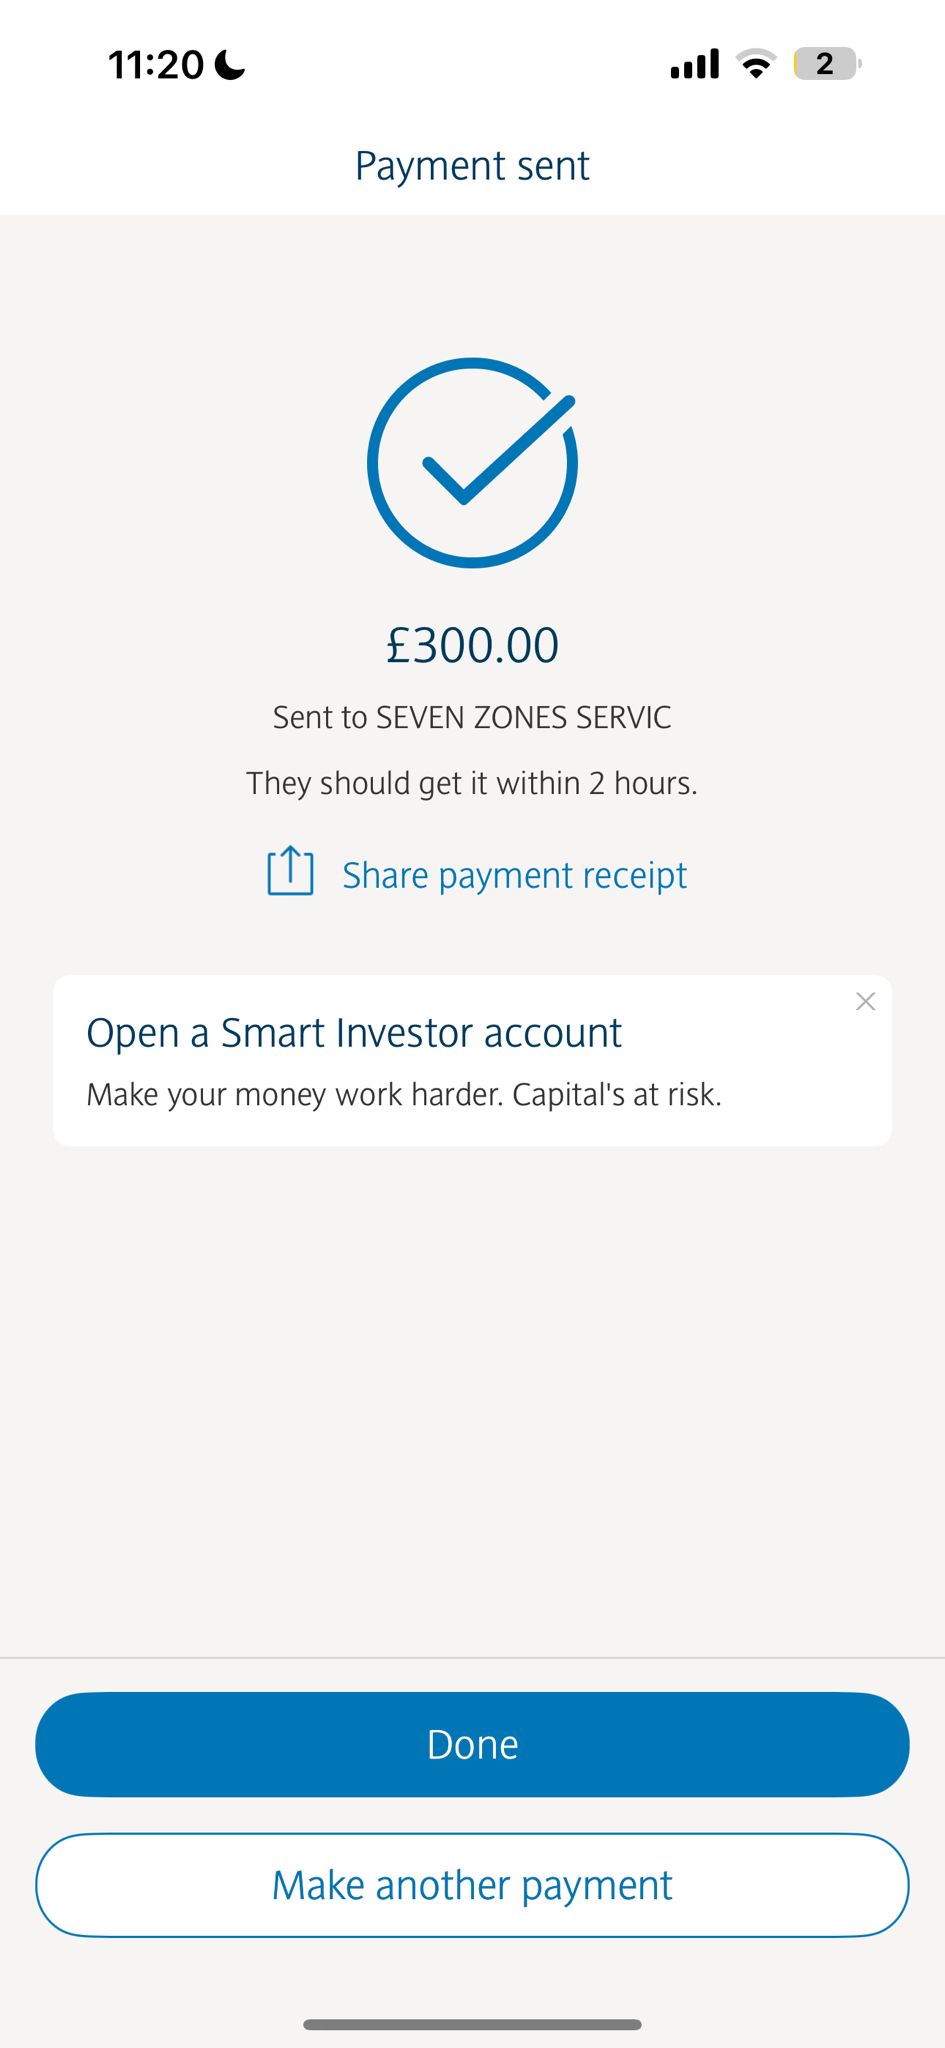 11:20
2
Payment sent
£300.00
Sent to SEVEN ZONES SERVIC
They should get it within 2 hours.
Share payment receipt
Open a Smart Investor account
Make your money work harder. Capital's at risk.
Done
Make another payment